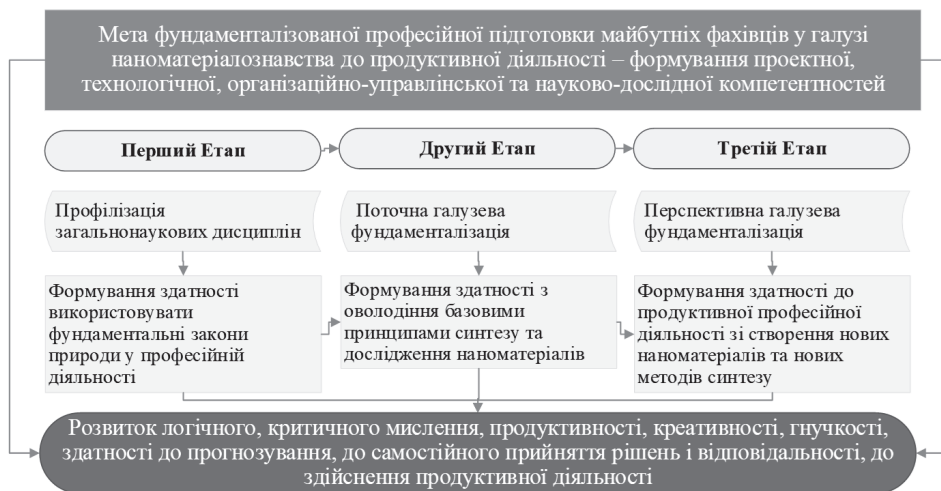 Мета фундаменталізованої професійної підготовки майбутніх фахівців у галузі
наноматеріалознавства до продуктивної діяльності – формування проектної,
технологічної, організаційно-управлінської та науково-дослідної компетентностей
Перший Етап
Другий Етап
Третій Етап
Профілізація
загальнонаукових дисциплін
Поточна галузева
фундаменталізація
Перспективна галузева
фундаменталізація
Формування здатності
використовувати
фундаментальні закони
природи у професійній
діяльності
Формування здатності з
оволодіння базовими
принципами синтезу та
дослідження наноматеріалів
Формування здатності до
продуктивної професійної
діяльності зі створення нових
наноматеріалів та нових
методів синтезу
Розвиток логічного, критичного мислення, продуктивності, креативності, гнучкості,
здатності до прогнозування, до самостійного прийняття рішень і відповідальності, до
здійснення продуктивної діяльності